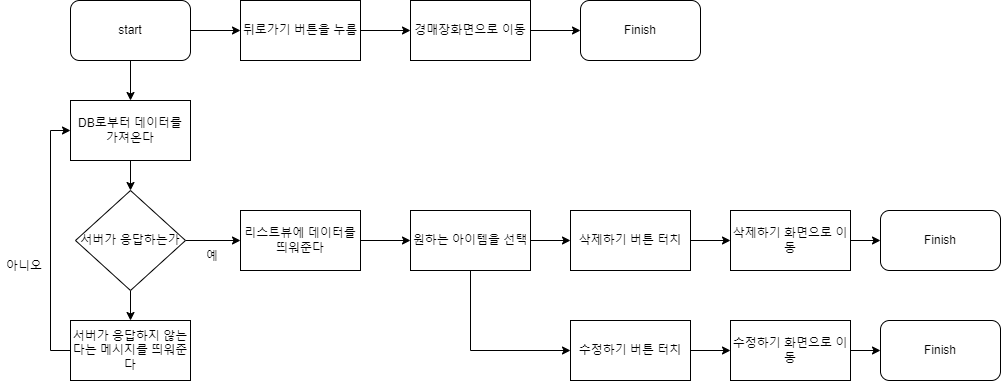 start
뒤로가기 버튼을 누름
경매장화면으로 이동
Finish
DB로부터 데이터를
가져온다
서버가 응답하는가
예
아니오
리스트뷰에 데이터를
띄워준다
원하는 아이템을 선택
삭제하기 버튼 터치
삭제하기 화면으로 이
동
Finish
서버가 응답하지 않는
다는 메시지를 띄워준
다
수정하기 버튼 터치
수정하기 화면으로 이
동
Finish